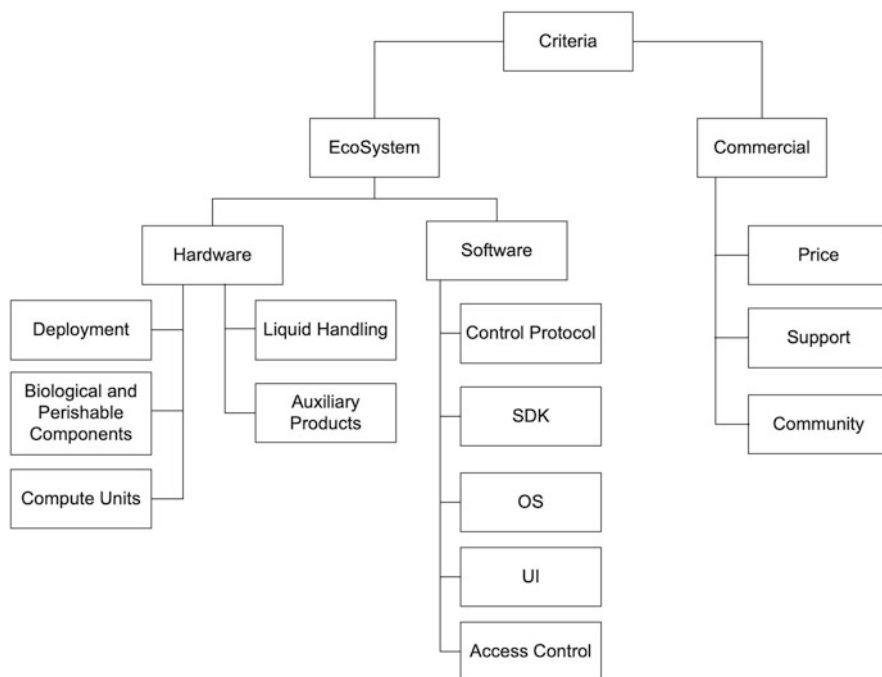 Criteria
EcoSystem
Commercial
Hardware
Software
Price
Deployment
Liquid Handling
Control Protocol
Support
Biological and
Perishable
Components
Auxiliary
Products
SDK
Community
Compute Units
OS
UI
Access Control